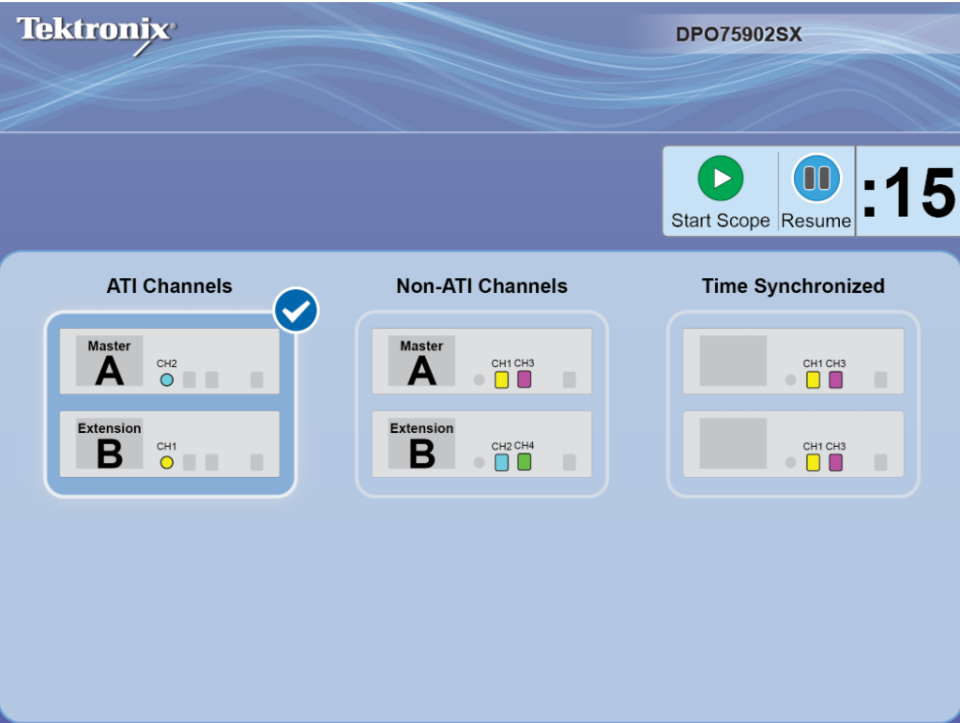 Tektronix®
DPO75902SX
Start Scope
Resume
:15
ATI Channels
Non-ATI Channels
Time Synchronized
Master
A
CH2
Extension
B
CH1
Master
A
CH1 CH3
Extension
B
CH2 CH4
CH1 CH3
CH1 CH3